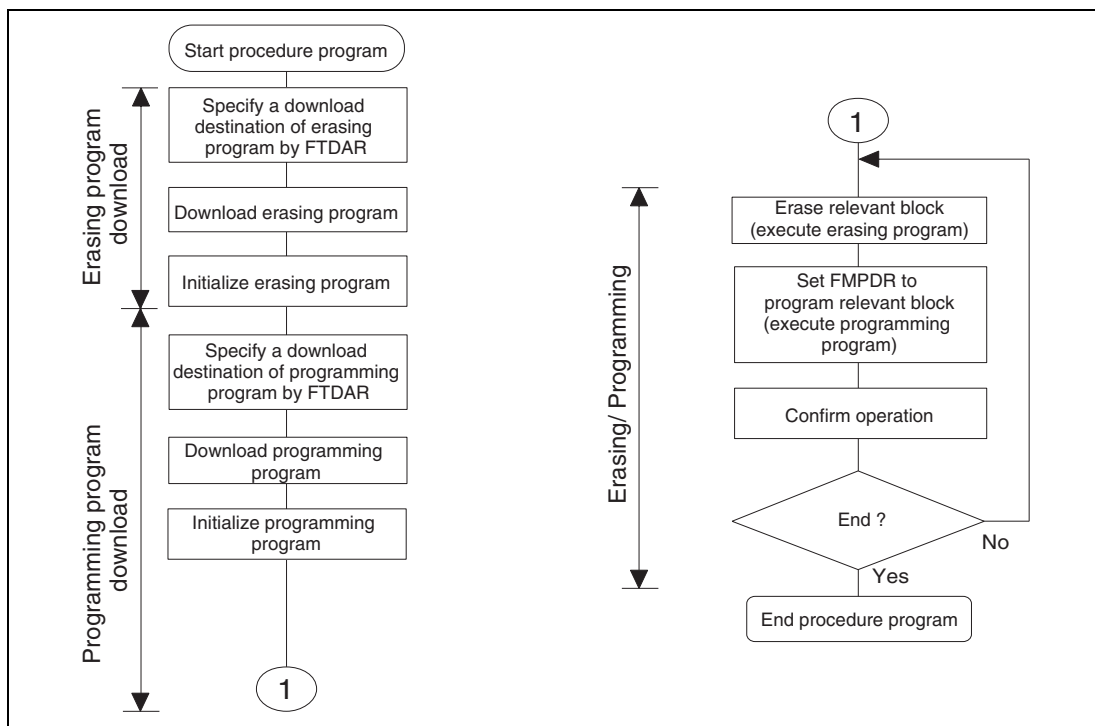 Start procedure program
Erasing program
download
Specify a download
destination of erasing
program by FTDAR
Download erasing program
Initialize erasing program
Programming program
download
Specify a download
destination of programming
program by FTDAR
Download programming
program
Initialize programming
program
1
1
Erasing/ Programming
Erase relevant block
(execute erasing program)
Set FMPDR to
program relevant block
(execute programming
program)
Confirm operation
End ?
No
Yes
End procedure program